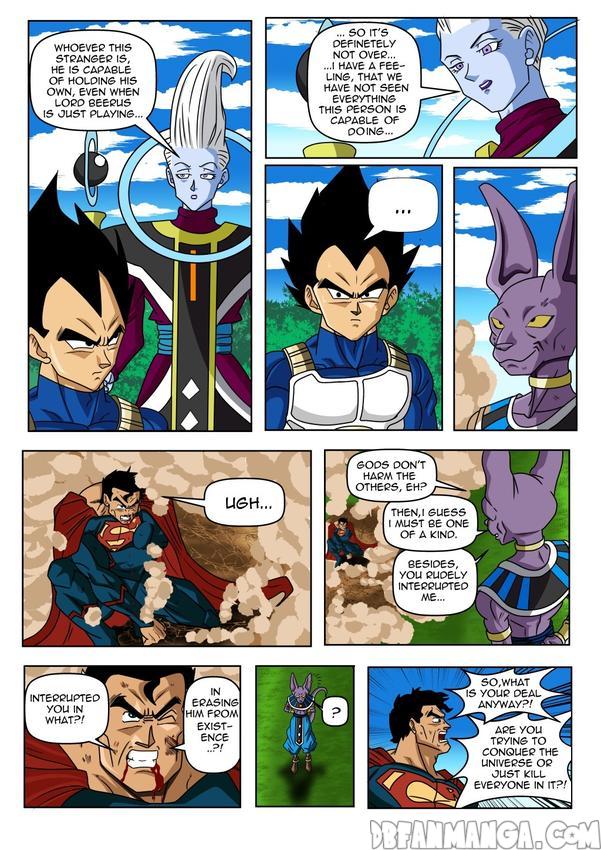 WHOEVER THIS
STRANGER IS,
HE IS CAPABLE
OF HOLDING HIS
OWN, EVEN WHEN
LORD BEERUS
IS JUST PLAYING...
... SO IT'S
DEFINETELY
NOT OVER...
...I HAVE A FEE-
LING, THAT WE
HAVE NOT SEEN
EVERYTHING
THIS PERSON IS
CAPABLE OF
DOING...
...
UGH...
GODS DON'T
HARM THE
OTHERS, EH?
THEN,I GUESS
I MUST BE ONE
OF A KIND.
BESIDES,
YOU RUDELY
INTERRUPTED
ME...
INTERRUPTED
YOU IN
WHAT?!
IN
ERASING
HIM FROM
EXIST-
ENCE
...?!
?
SO,WHAT
IS YOUR DEAL
ANYWAY?!
ARE YOU
TRYING TO
CONQUER THE
UNIVERSE OR
JUST KILL
EVERYONE IN IT?!
DBFANMANGA.COM